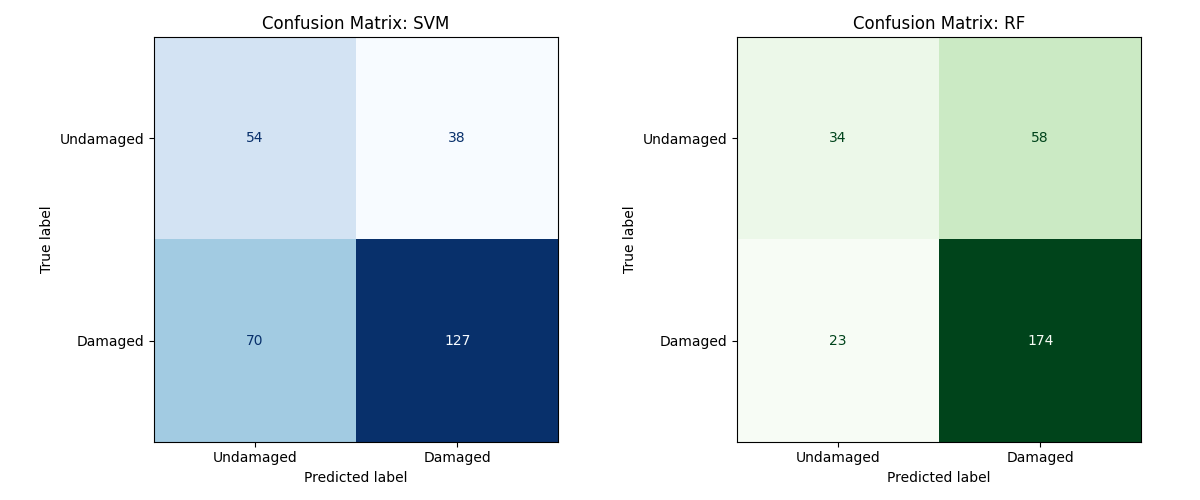 Confusion Matrix: SVM
True label
Undamaged
54
38
Damaged
70
127
Undamaged
Damaged
Predicted label
Confusion Matrix: RF
True label
Undamaged
34
58
Damaged
23
174
Undamaged
Damaged
Predicted label